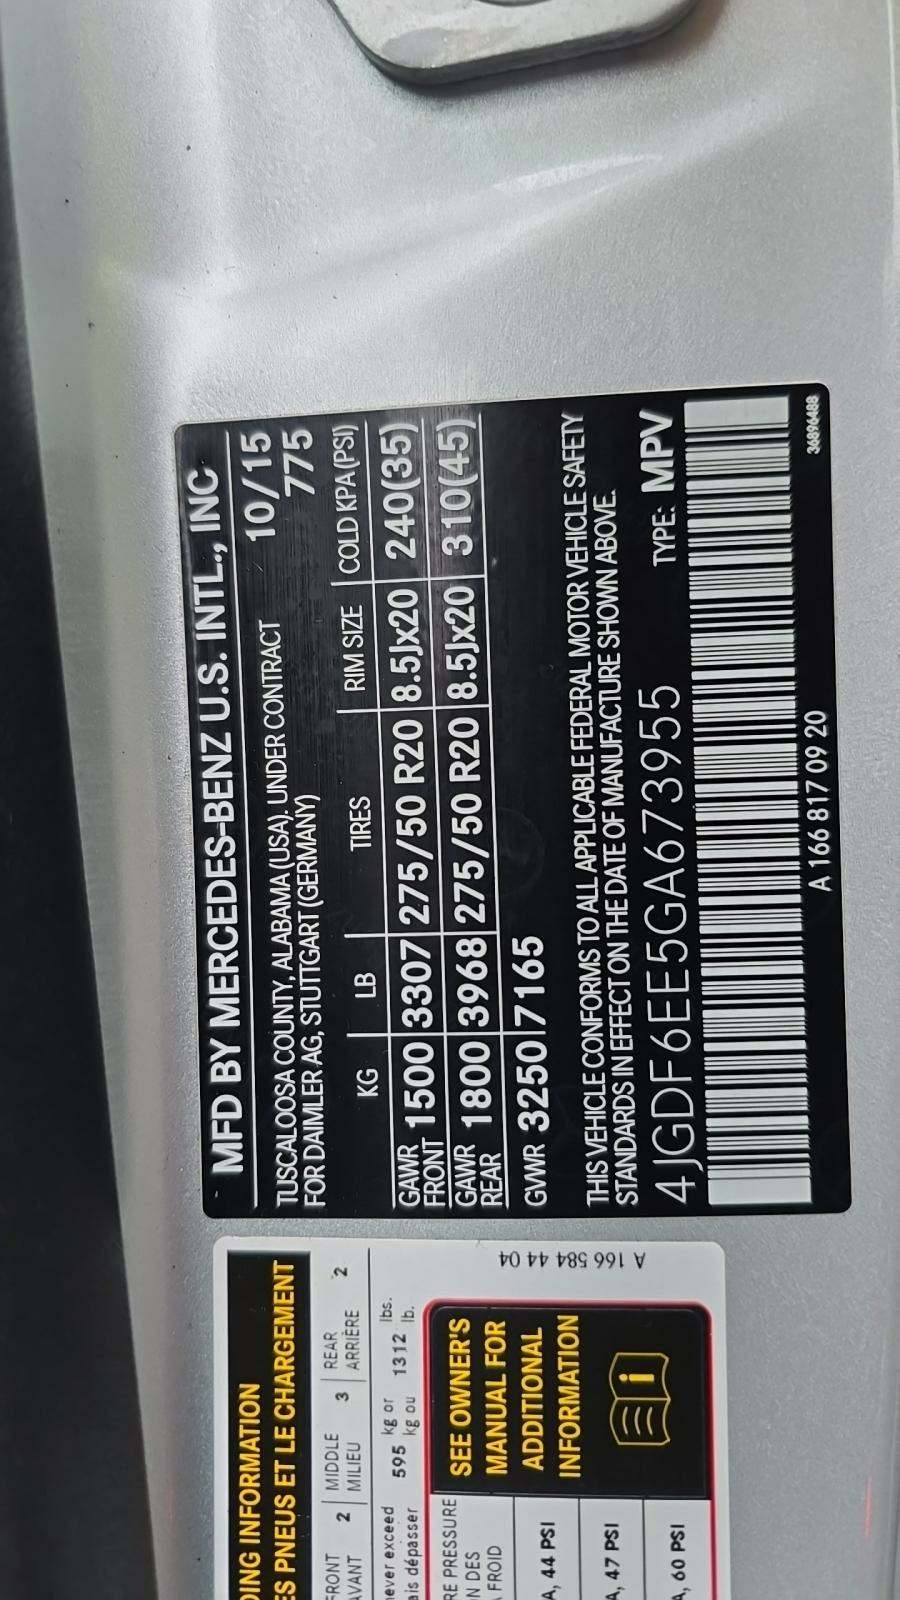 MFD BY MERCEDES-BENZ U.S. INTL., INC
TUSCALOOSA COUNTY, ALABAMA (USA), UNDER CONTRACT 10/15
FOR DAIMLER AG, STUTTGART (GERMANY) 775
KG LB TIRES RIM SIZE COLD KPA(PSI)
GAWR FRONT 1500 3307 275/50 R20 8.5Jx20 240(35)
GAWR REAR 1800 3968 275/50 R20 8.5Jx20 310(45)
GVWR 3250 7165
THIS VEHICLE CONFORMS TO ALL APPLICABLE FEDERAL MOTOR VEHICLE SAFETY
STANDARDS IN EFFECT ON THE DATE OF MANUFACTURE SHOWN ABOVE.
4JGDF6EE5GA673955 TYPE: MPV
A 166 817 09 20 36896488
DING INFORMATION
ES PNEUS ET LE CHARGEMENT
FRONT 2 MIDDLE 3 REAR 2
AVANT MILIEU ARRIÈRE
never exceed 595 kg or 1312 lbs.
ais dépasser kg ou lb.
RE PRESSURE
N DES
FROID
A, 44 PSI
A, 47 PSI
A, 60 PSI
SEE OWNER'S
MANUAL FOR
ADDITIONAL
INFORMATION
i
A 166 584 44 04